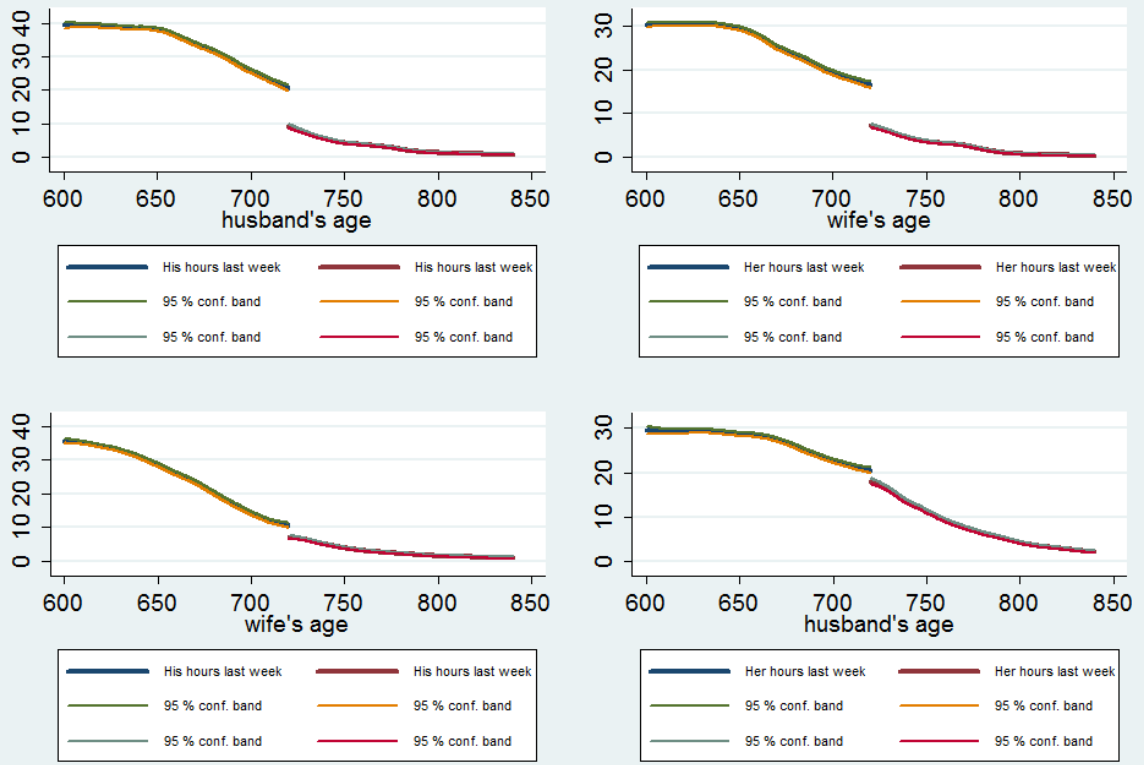 40
30
20
10
0
600 650 700 750 800 850
husband's age
His hours last week His hours last week
95 % conf. band 95 % conf. band
95 % conf. band 95 % conf. band
30
20
10
0
600 650 700 750 800 850
wife's age
Her hours last week Her hours last week
95 % conf. band 95 % conf. band
95 % conf. band 95 % conf. band
40
30
20
10
0
600 650 700 750 800 850
wife's age
His hours last week His hours last week
95 % conf. band 95 % conf. band
95 % conf. band 95 % conf. band
30
20
10
0
600 650 700 750 800 850
husband's age
Her hours last week Her hours last week
95 % conf. band 95 % conf. band
95 % conf. band 95 % conf. band